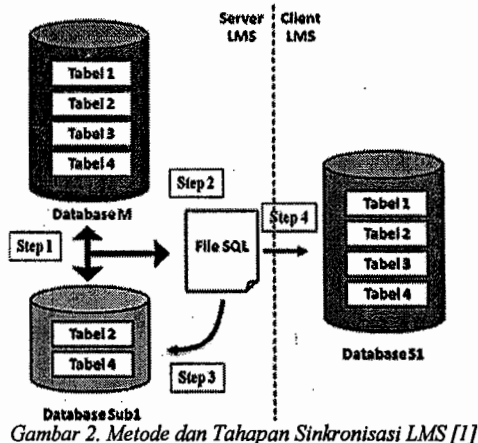 Server LMS
Client LMS
Tabel 1
Tabel 2
Tabel 3
Tabel 4
Database M
Step 1
Step 2
File SQL
Step 4
Tabel 1
Tabel 2
Tabel 3
Tabel 4
Database S1
Tabel 2
Tabel 4
Step 3
Database Sub1
Gambar 2. Metode dan Tahapan Sinkronisasi LMS [1]